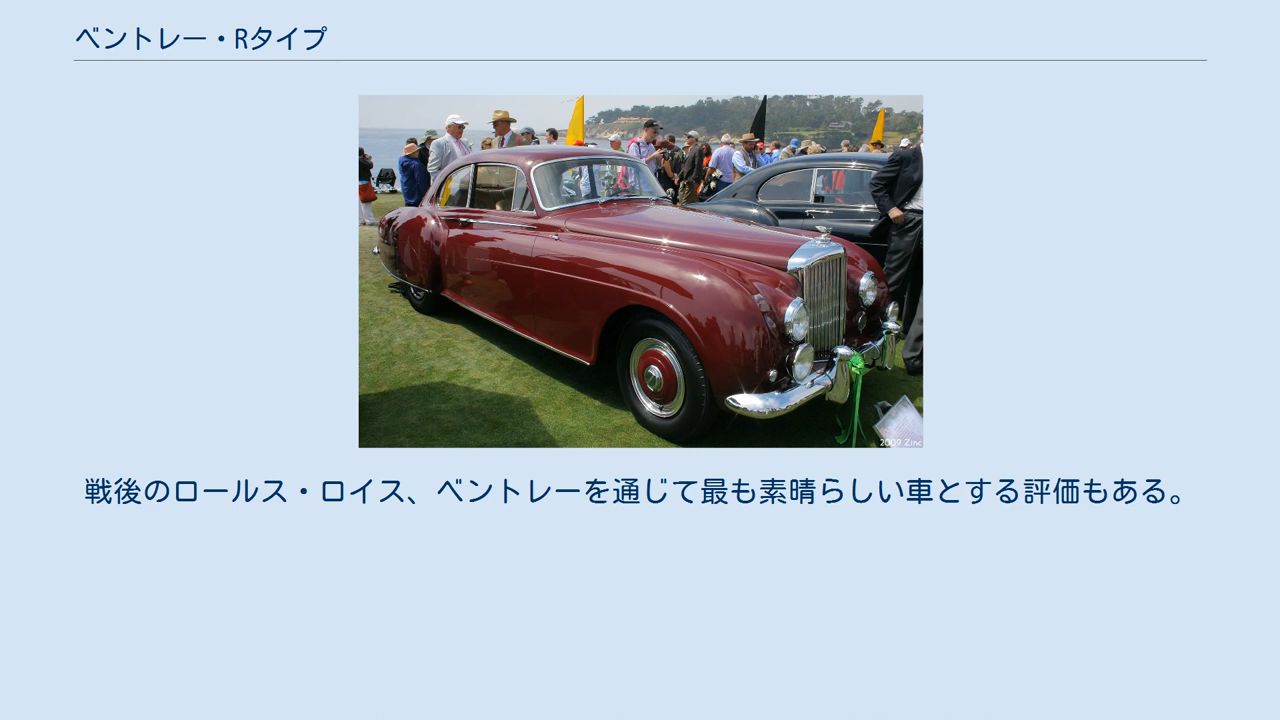 ベントレー・Rタイプ
2009 Zinc
戦後のロールス・ロイス、ベントレーを通じて最も素晴らしい車とする評価もある。